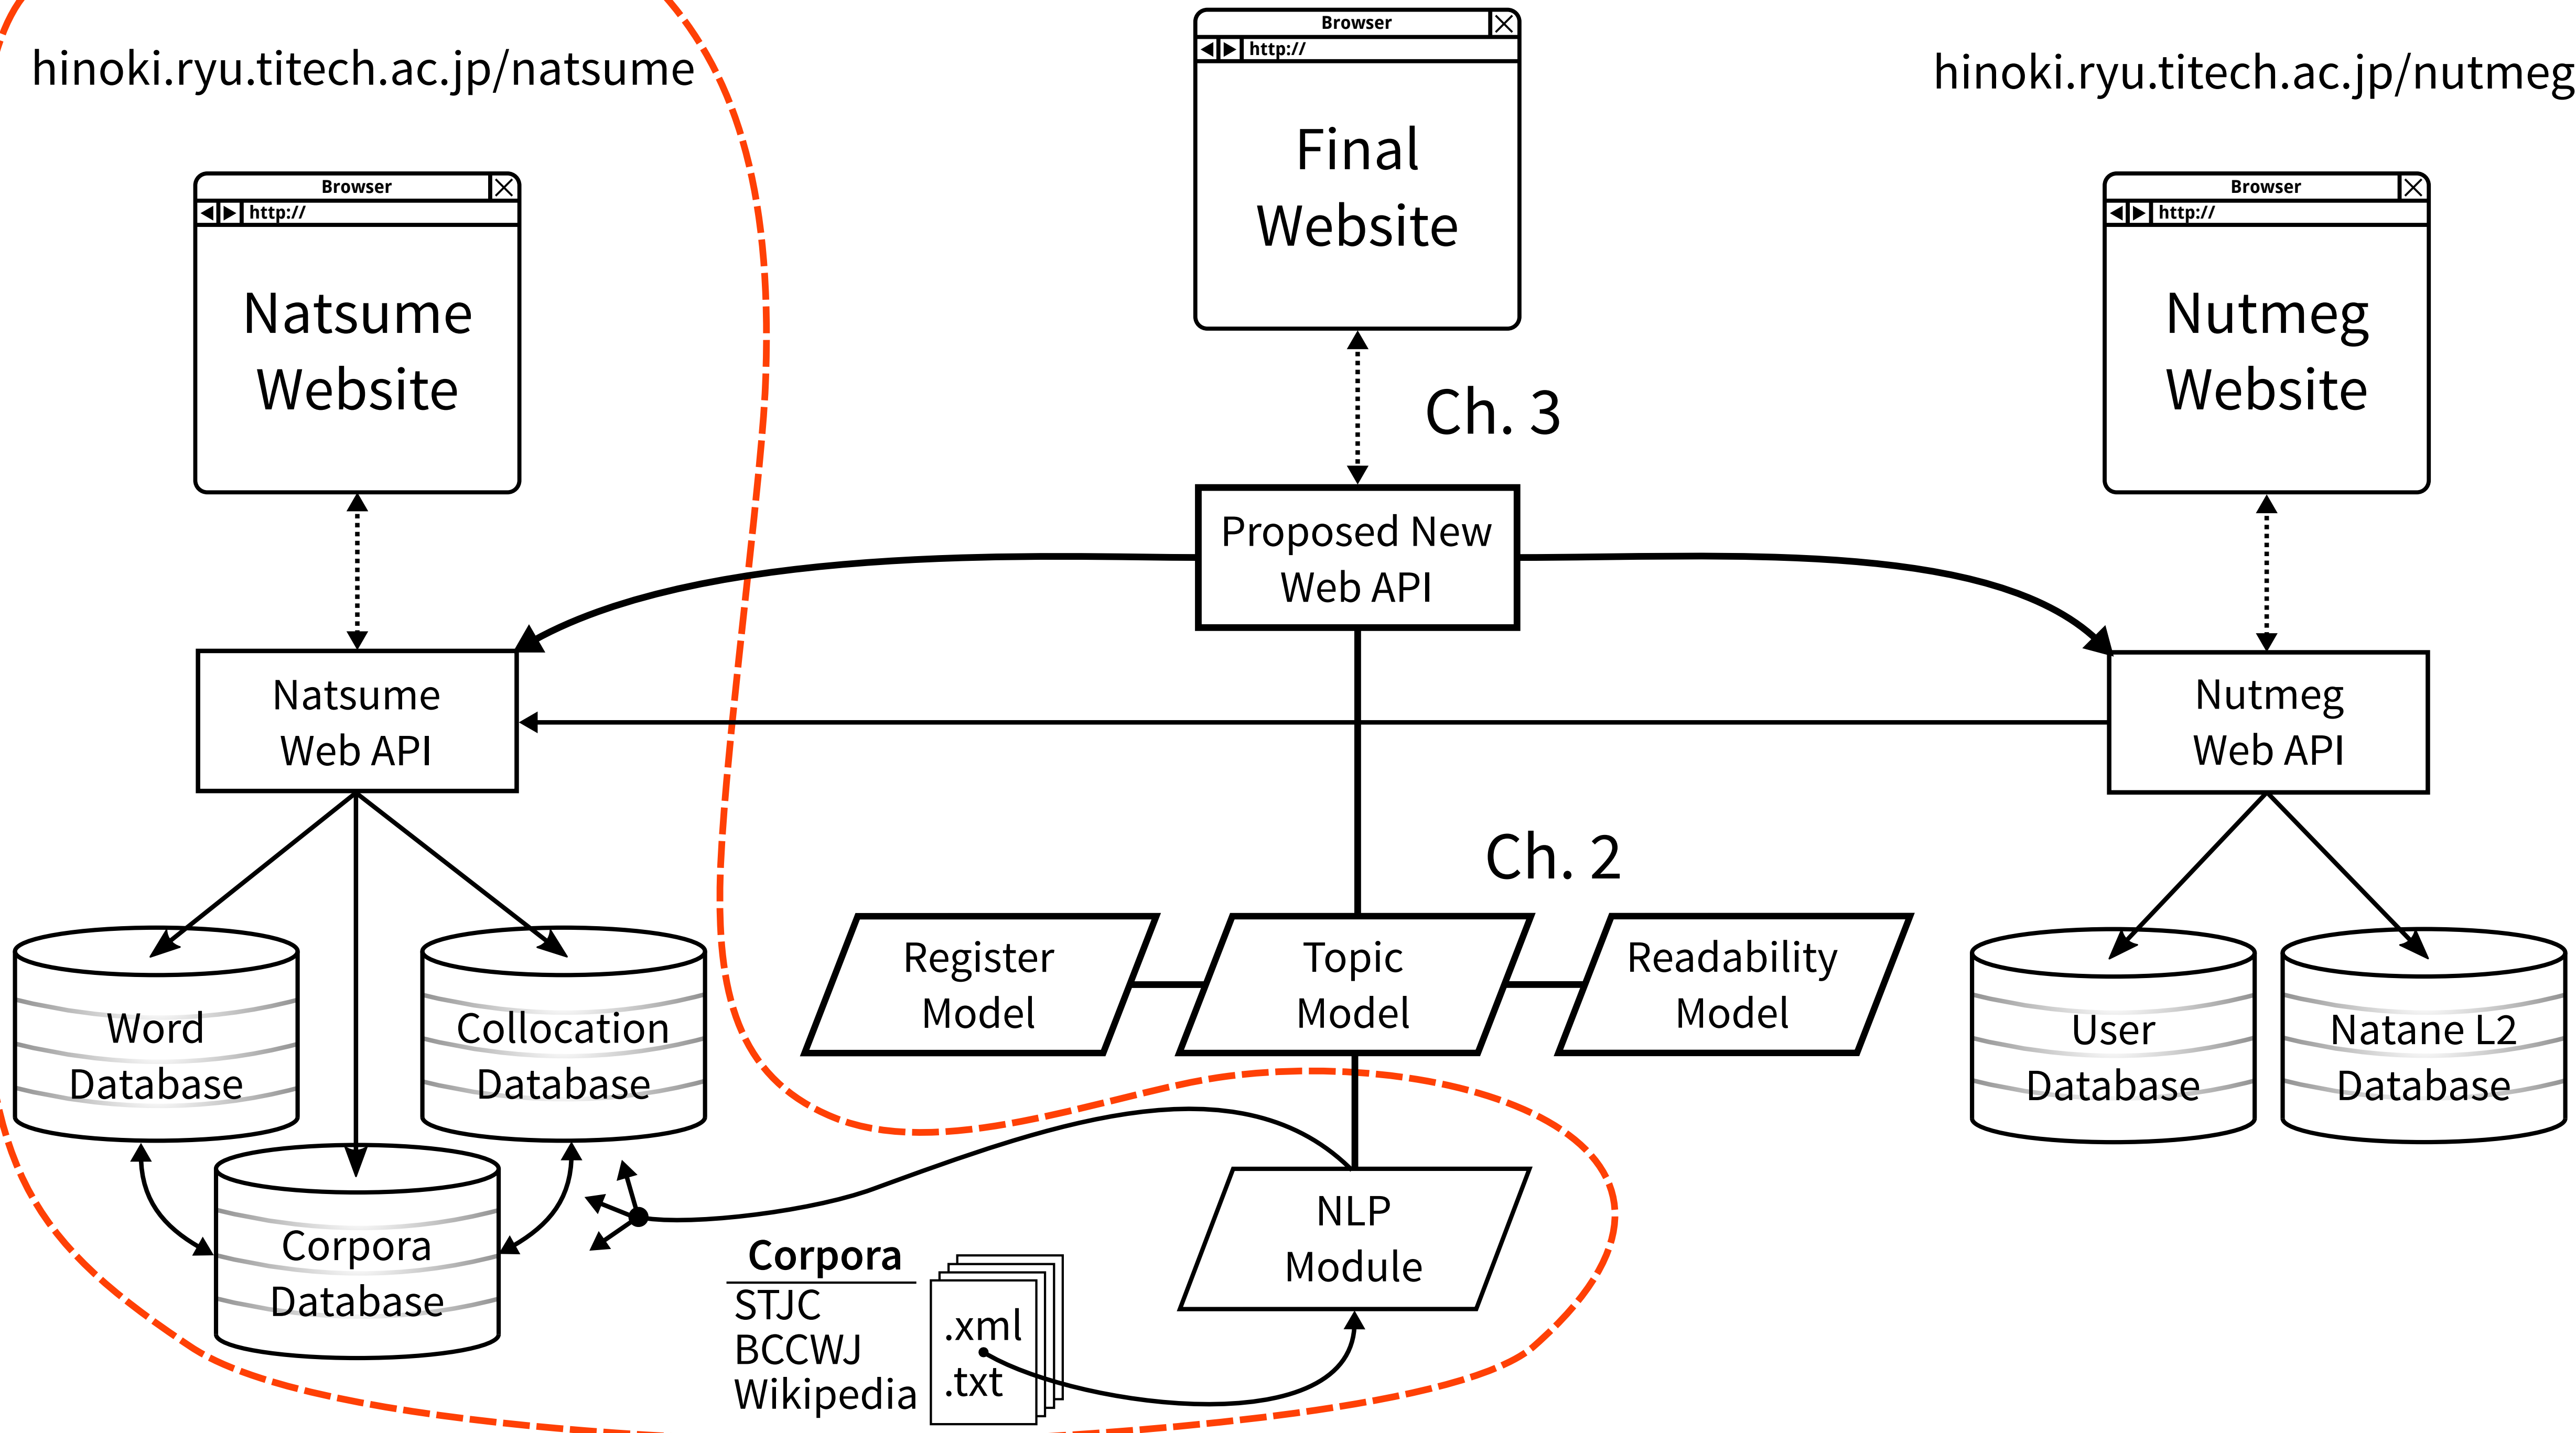 hinoki.ryu.titech.ac.jp/natsume
Browser
http://
Natsume
Website
Browser
http://
Final
Website
hinoki.ryu.titech.ac.jp/nutmeg
Browser
http://
Nutmeg
Website
Ch. 3
Proposed New
Web API
Natsume
Web API
Nutmeg
Web API
Ch. 2
Word
Database
Collocation
Database
Corpora
Database
Register
Model
Topic
Model
Readability
Model
User
Database
Natane L2
Database
NLP
Module
Corpora
STJC
BCCWJ
Wikipedia
.xml
.txt